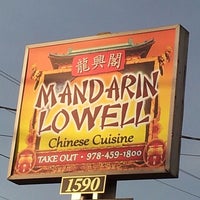 龍興閣
MANDARIN
LOWELL
Chinese Cuisine
TAKE OUT • 978-459-1800
1590